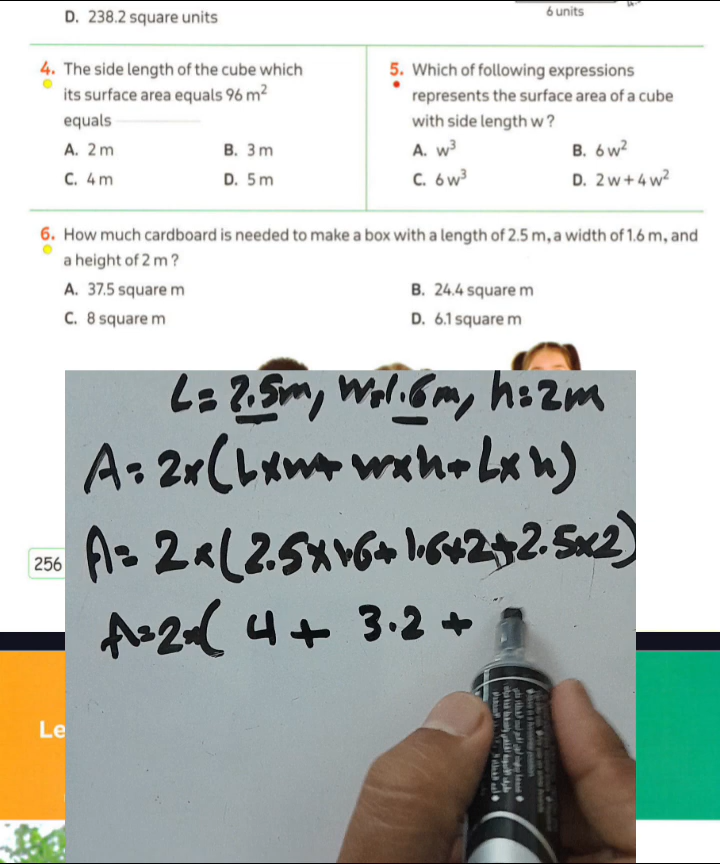 D. 238.2 square units
6 units
4. The side length of the cube which
its surface area equals 96 m²
equals
A. 2 m
B. 3 m
C. 4 m
D. 5 m
5. Which of following expressions
represents the surface area of a cube
with side length w ?
A. w³
B. 6 w²
C. 6 w³
D. 2 w + 4 w²
6. How much cardboard is needed to make a box with a length of 2.5 m, a width of 1.6 m, and
a height of 2 m ?
A. 37.5 square m
B. 24.4 square m
C. 8 square m
D. 6.1 square m
L = 2.5m, W=1.6m, h=2m
A = 2×(L×w+ w×h+L×h)
A = 2×(2.5×1.6+ 1.6×2+2.5×2)
256
A=2×( 4 + 3.2 +
Le